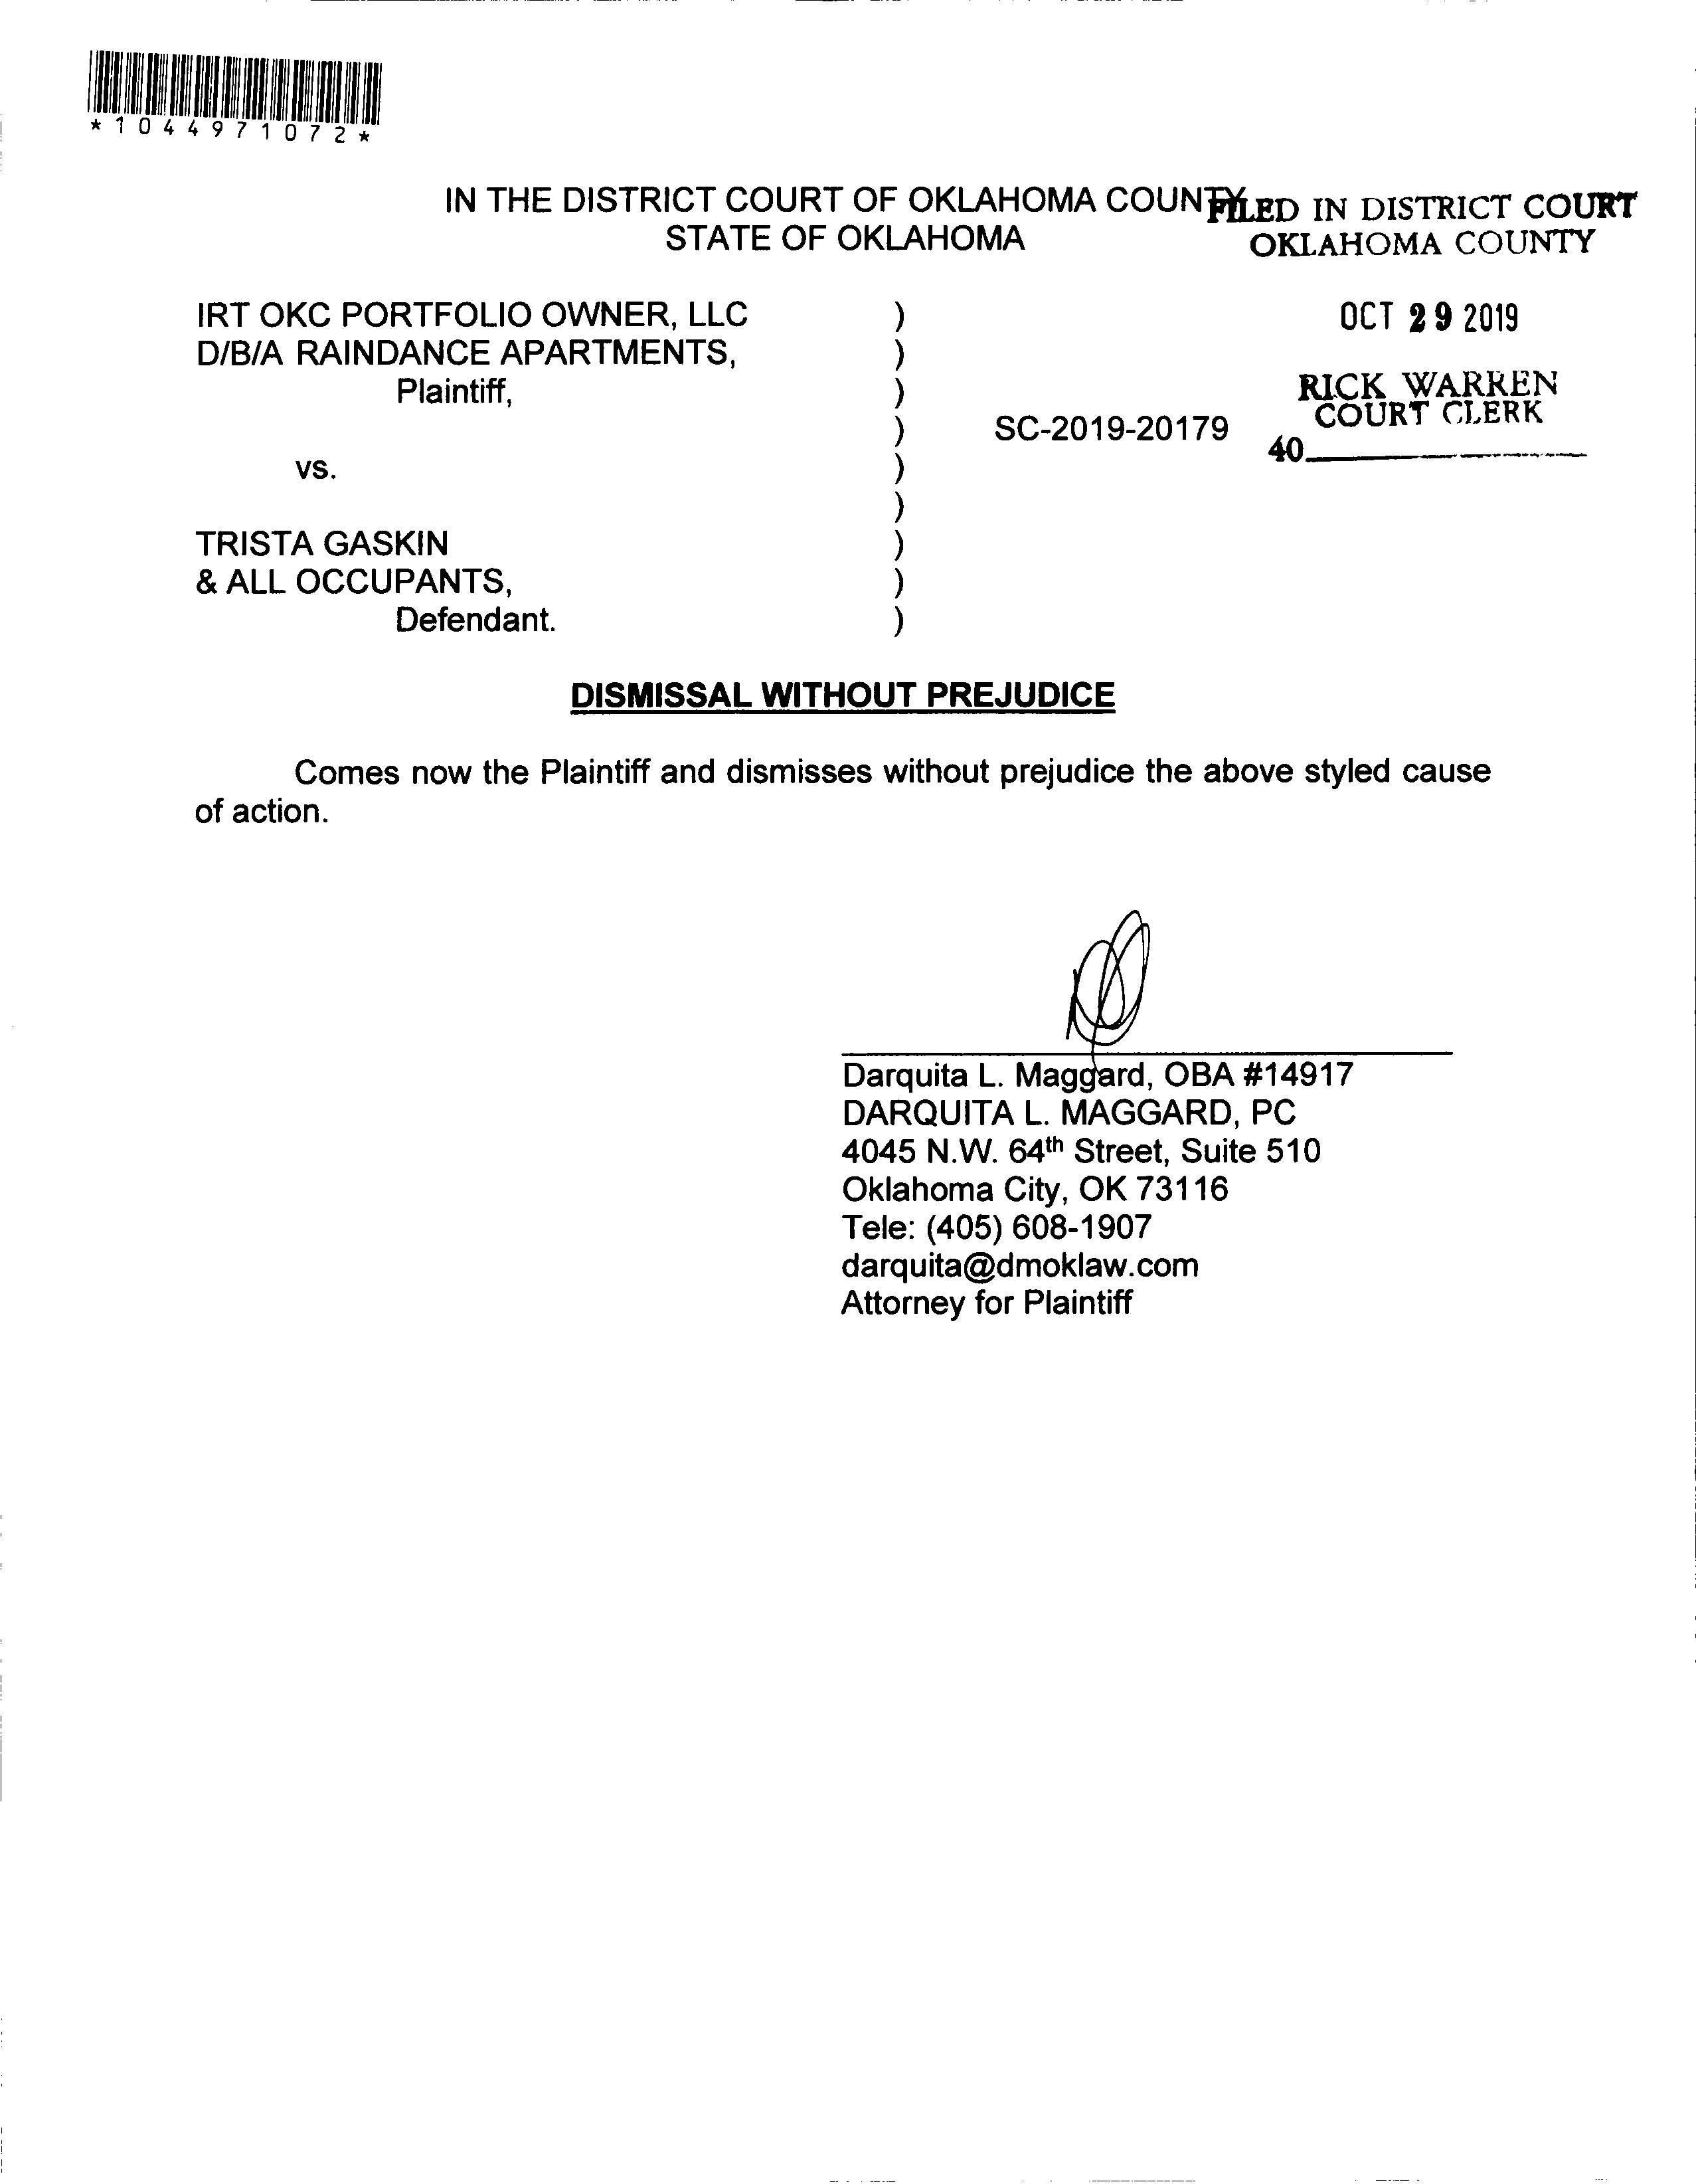 *1044971072*
IN THE DISTRICT COURT OF OKLAHOMA COUNTY
STATE OF OKLAHOMA
FILED IN DISTRICT COURT
OKLAHOMA COUNTY
OCT 29 2019
RICK WARREN
COURT CLERK
40
IRT OKC PORTFOLIO OWNER, LLC )
D/B/A RAINDANCE APARTMENTS, )
Plaintiff, )
) SC-2019-20179
vs. )
)
TRISTA GASKIN )
& ALL OCCUPANTS, )
Defendant. )
DISMISSAL WITHOUT PREJUDICE
Comes now the Plaintiff and dismisses without prejudice the above styled cause
of action.
Darquita L. Maggard, OBA #14917
DARQUITA L. MAGGARD, PC
4045 N.W. 64th Street, Suite 510
Oklahoma City, OK 73116
Tele: (405) 608-1907
darquita@dmoklaw.com
Attorney for Plaintiff